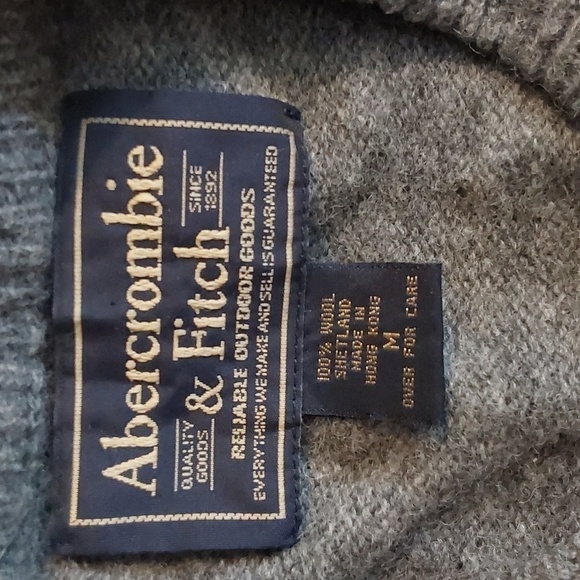 Abercrombie
QUALITY GOODS & Fitch SINCE 1892
RELIABLE OUTDOOR GOODS
EVERYTHING WE MAKE AND SELL IS GUARANTEED
100% WOOL
SHETLAND
MADE IN
HONG KONG
M
OVER FOR CARE